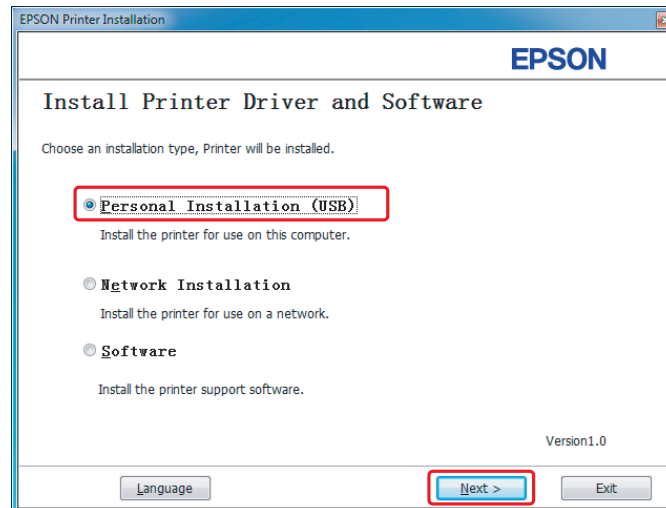 EPSON Printer Installation
EPSON
Install Printer Driver and Software
Choose an installation type, Printer will be installed.
Personal Installation (USB)
Install the printer for use on this computer.
Network Installation
Install the printer for use on a network.
Software
Install the printer support software.
Version1.0
Language Next > Exit